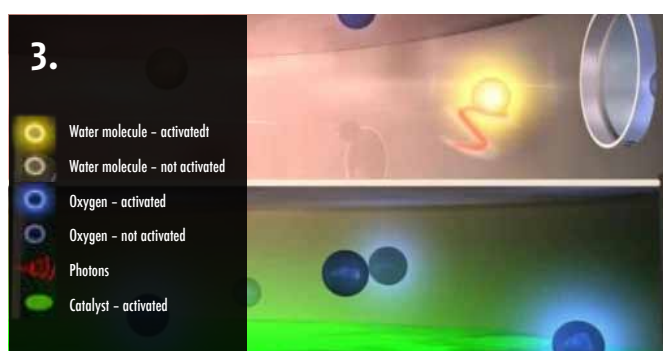 3.
Water molecule – activatedt
Water molecule – not activated
Oxygen – activated
Oxygen – not activated
Photons
Catalyst – activated